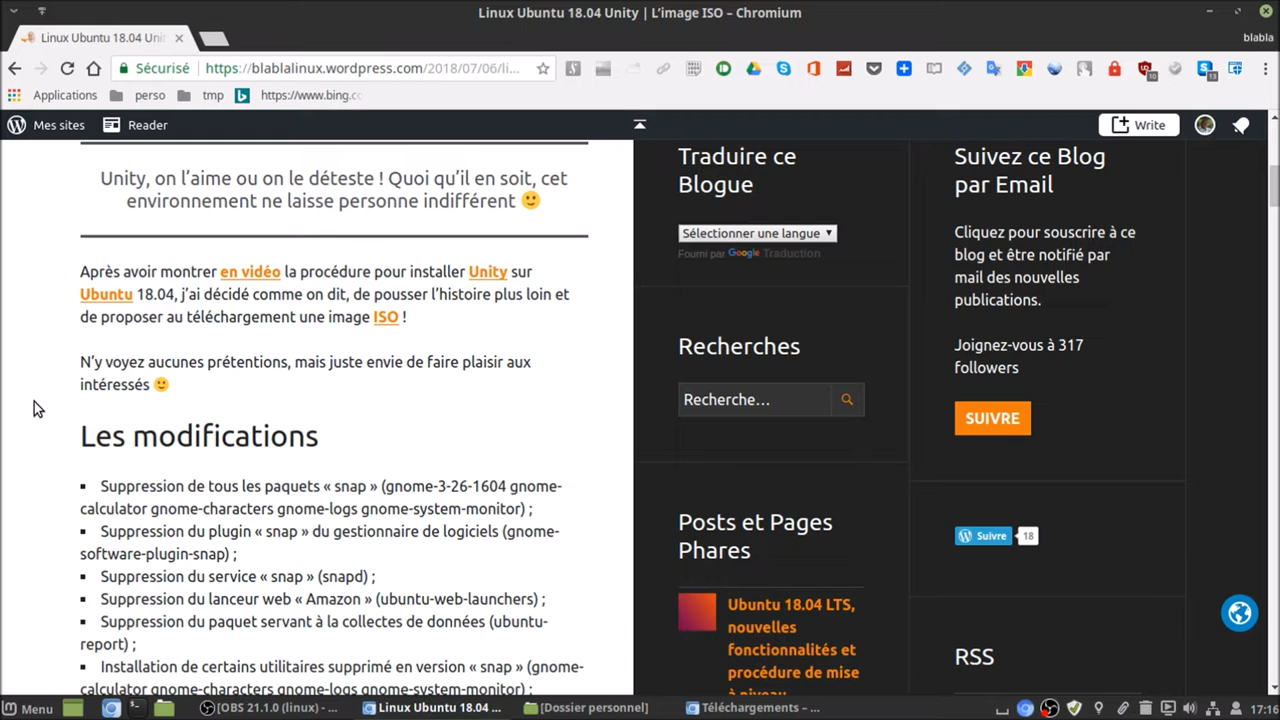 Linux Ubuntu 18.04 Unity | L'image ISO – Chromium
Linux Ubuntu 18.04 Unit
blabla
Sécurisé
https://blablalinux.wordpress.com/2018/07/06/li...
10
13
Applications
perso
tmp
https://www.bing.co
Mes sites
Reader
Write
Unity, on l'aime ou on le déteste ! Quoi qu'il en soit, cet
environnement ne laisse personne indifférent 🙂
Après avoir montrer en vidéo la procédure pour installer Unity sur
Ubuntu 18.04, j'ai décidé comme on dit, de pousser l'histoire plus loin et
de proposer au téléchargement une image ISO !
N'y voyez aucunes prétentions, mais juste envie de faire plaisir aux
intéressés 🙂
Les modifications
▪ Suppression de tous les paquets « snap » (gnome-3-26-1604 gnome-
calculator gnome-characters gnome-logs gnome-system-monitor) ;
▪ Suppression du plugin « snap » du gestionnaire de logiciels (gnome-
software-plugin-snap) ;
▪ Suppression du service « snap » (snapd) ;
▪ Suppression du lanceur web « Amazon » (ubuntu-web-launchers) ;
▪ Suppression du paquet servant à la collectes de données (ubuntu-
report) ;
▪ Installation de certains utilitaires supprimé en version « snap » (gnome-
calculator gnome-characters gnome-logs gnome-system-monitor) ;
Traduire ce
Blogue
Sélectionner une langue ▼
Fourni par Google Traduction
Recherches
Recherche...
Posts et Pages
Phares
Ubuntu 18.04 LTS,
nouvelles
fonctionnalités et
procédure de mise
à niveau
Suivez ce Blog
par Email
Cliquez pour souscrire à ce
blog et être notifié par
mail des nouvelles
publications.
Joignez-vous à 317
followers
SUIVRE
Suivre
18
RSS
Menu
[OBS 21.1.0 (linux) - ...
Linux Ubuntu 18.04 ...
[Dossier personnel]
Téléchargements – ...
17:16